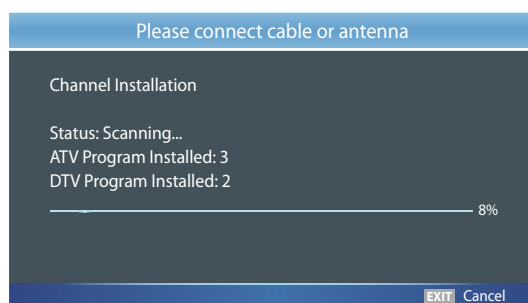 Please connect cable or antenna
Channel Installation
Status: Scanning...
ATV Program Installed: 3
DTV Program Installed: 2
8%
EXIT Cancel